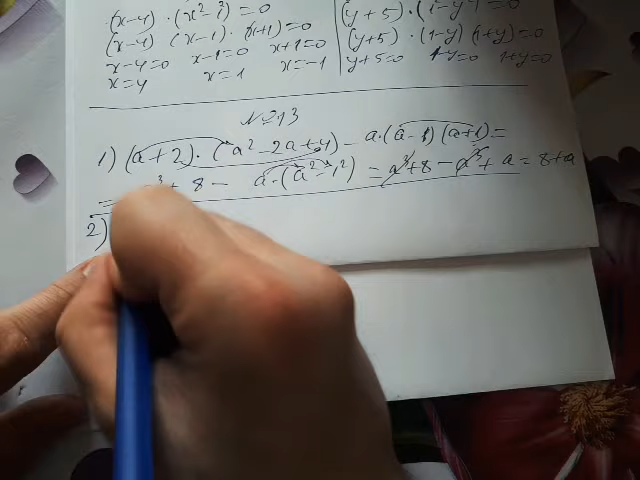 (x-4)·(x²-1²)=0
(x-4) (x-1)·(x+1)=0
x-4=0 x-1=0 x+1=0
x=4 x=1 x=-1
(y+5)·(1-y²)=0
(y+5)·(1-y)(1+y)=0
y+5=0 1-y=0 1+y=0
N 213
1) (a+2)·(a²-2a+4)-a·(a-1)(a+1)=
= a³+8- a·(a²-1²)=a³+8-a³+a=8+a
2)